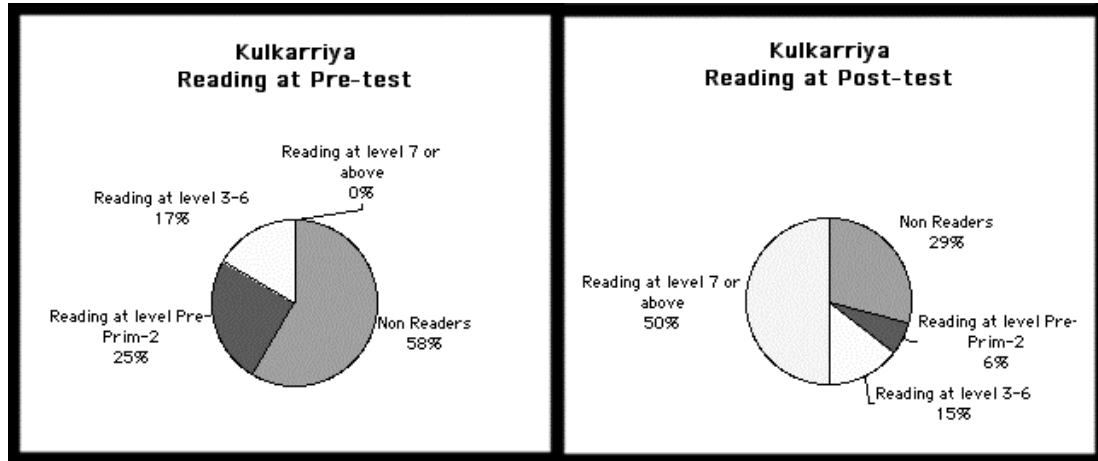 Kulkarriya
Reading at Pre-test
Reading at level 7 or
above
0%
Reading at level 3-6
17%
Reading at level Pre-
Prim-2
25%
Non Readers
58%
Kulkarriya
Reading at Post-test
Non Readers
29%
Reading at level 7 or
above
50%
Reading at level Pre-
Prim-2
6%
Reading at level 3-6
15%